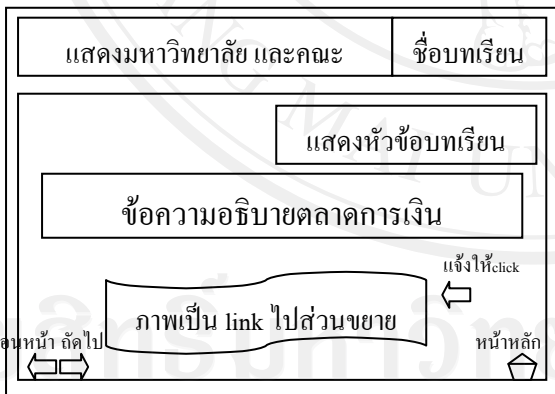 แสดงมหาวิทยาลัย และคณะ ชื่อบทเรียน
แสดงหัวข้อบทเรียน
ข้อความอธิบายตลาดการเงิน
แจ้งให้click
ภาพเป็น link ไปส่วนขยาย
ถัดไป
หน้าหลัก